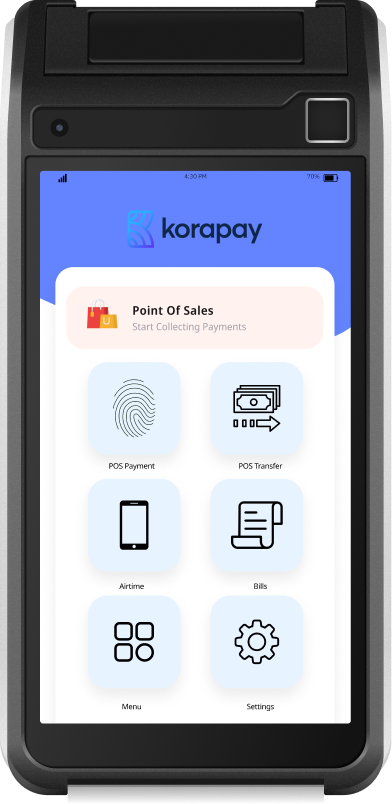 4:30 PM
70%
korapay
Point Of Sales
Start Collecting Payments
POS Payment
POS Transfer
Airtime
Bills
Menu
Settings